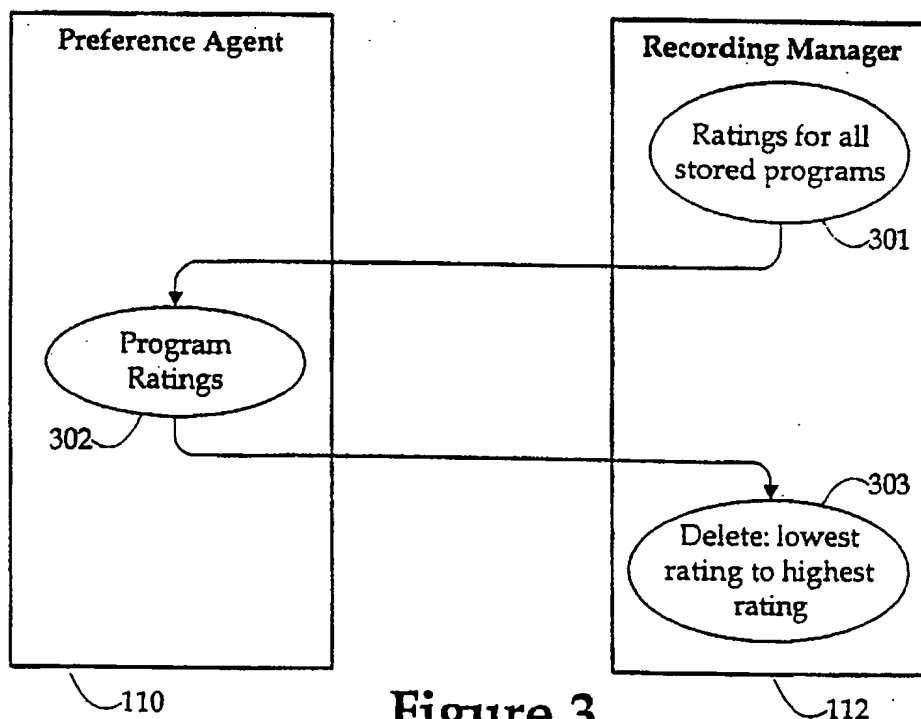 Preference Agent
Recording Manager
Ratings for all
stored programs
301
Program
Ratings
302
303
Delete: lowest
rating to highest
rating
110
Figure 3
112